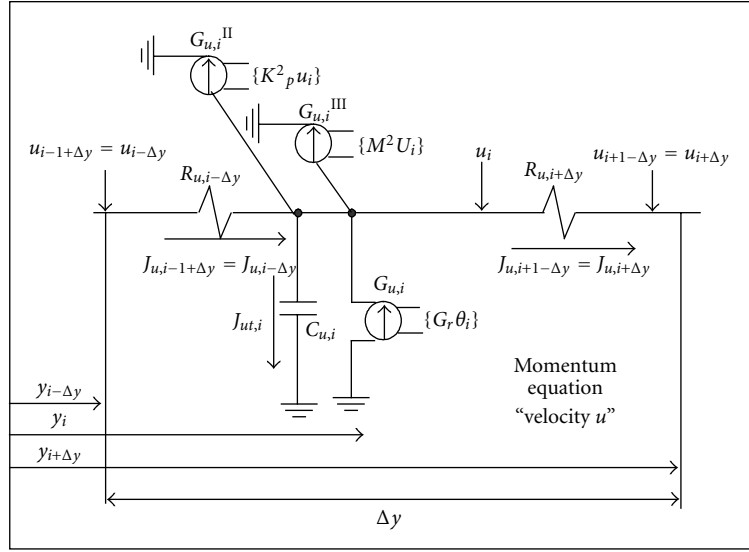 G_{u,i}^{II}
{K^2_p u_i}
G_{u,i}^{III}
{M^2 U_i}
u_{i−1+Δy} = u_{i−Δy}
u_i
u_{i+1−Δy} = u_{i+Δy}
R_{u,i−Δy}
R_{u,i+Δy}
J_{u,i−1+Δy} = J_{u,i−Δy}
J_{u,i+1−Δy} = J_{u,i+Δy}
G_{u,i}
J_{ut,i}
C_{u,i}
{G_r θ_i}
Momentum
equation
“velocity u”
y_{i−Δy}
y_i
y_{i+Δy}
Δy